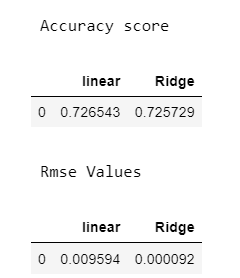 Accuracy score
linear Ridge
0 0.726543 0.725729
Rmse Values
linear Ridge
0 0.009594 0.000092